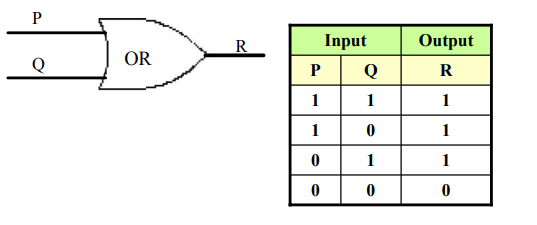 P
Q
OR
R
Input Output
P Q R
1 1 1
1 0 1
0 1 1
0 0 0